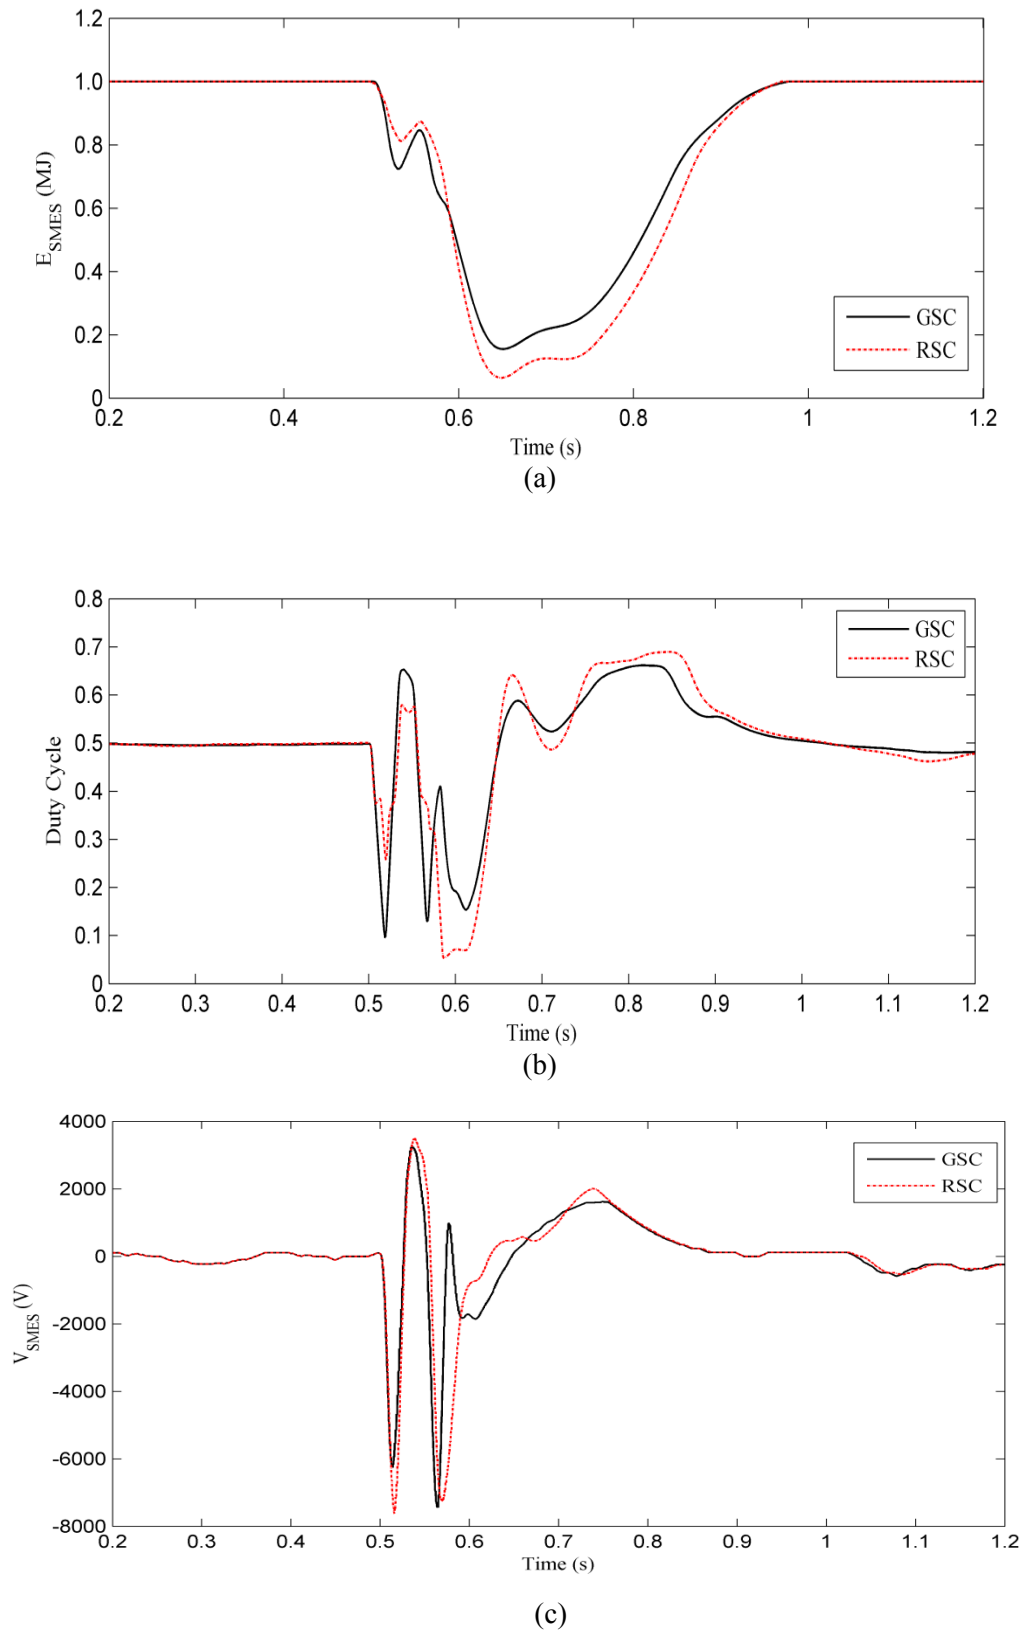 1.2
1.0
0.8
0.6
0.4
0.2
0
E_SMES (MJ)
GSC
RSC
0.2 0.4 0.6 0.8 1 1.2
Time (s)
(a)
0.8
0.7
0.6
0.5
0.4
0.3
0.2
0.1
0
Duty Cycle
GSC
RSC
0.2 0.3 0.4 0.5 0.6 0.7 0.8 0.9 1 1.1 1.2
Time (s)
(b)
4000
2000
0
-2000
-4000
-6000
-8000
V_SMES (V)
GSC
RSC
0.2 0.3 0.4 0.5 0.6 0.7 0.8 0.9 1 1.1 1.2
Time (s)
(c)